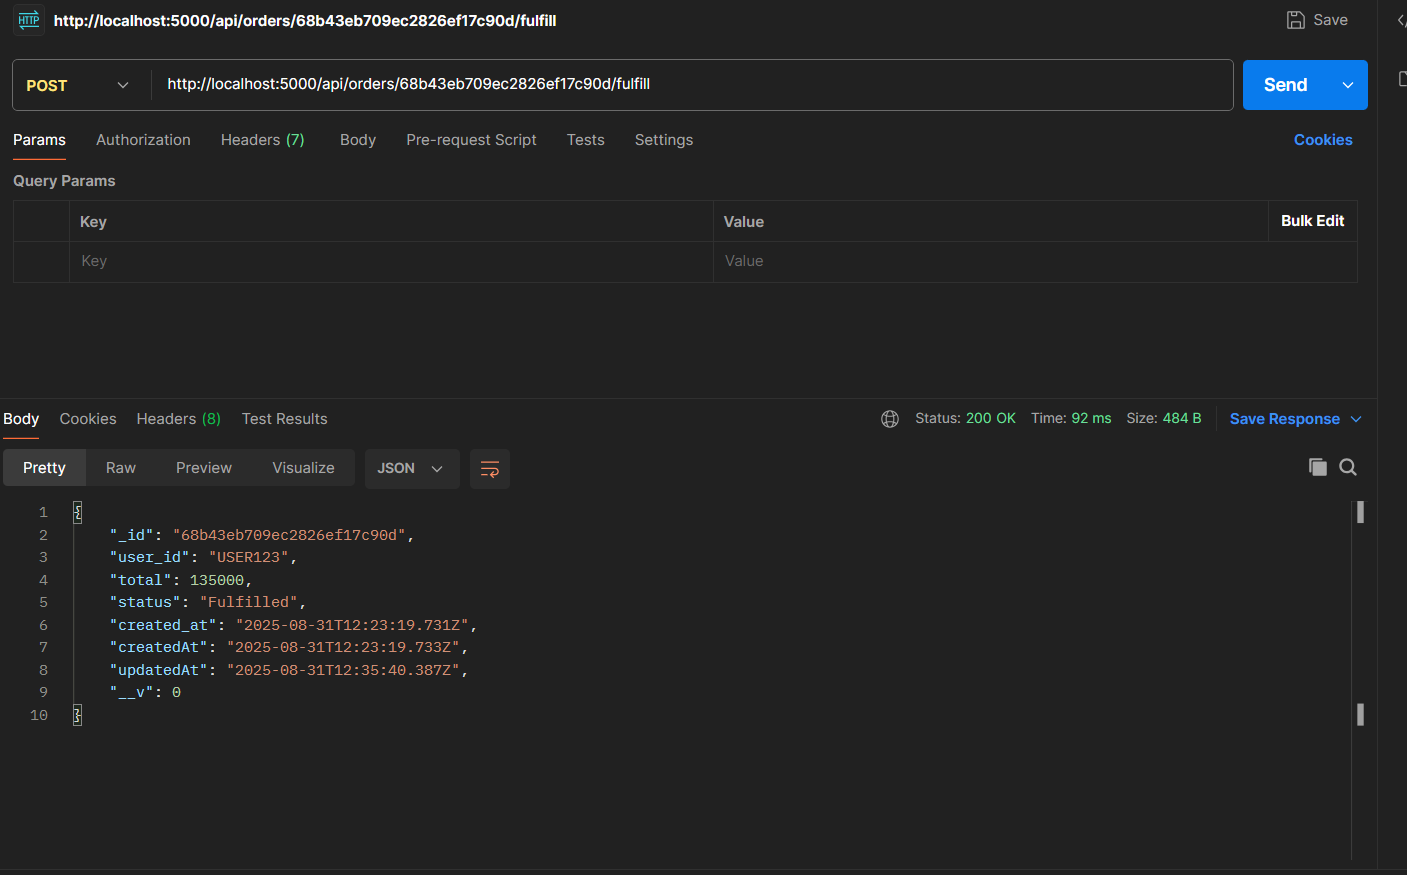 HTTP http://localhost:5000/api/orders/68b43eb709ec2826ef17c90d/fulfill Save
POST http://localhost:5000/api/orders/68b43eb709ec2826ef17c90d/fulfill Send
Params Authorization Headers (7) Body Pre-request Script Tests Settings Cookies
Query Params
Key Value Bulk Edit
Key Value
Body Cookies Headers (8) Test Results Status: 200 OK Time: 92 ms Size: 484 B Save Response
Pretty Raw Preview Visualize JSON
1 {
2 "_id": "68b43eb709ec2826ef17c90d",
3 "user_id": "USER123",
4 "total": 135000,
5 "status": "Fulfilled",
6 "created_at": "2025-08-31T12:23:19.731Z",
7 "createdAt": "2025-08-31T12:23:19.733Z",
8 "updatedAt": "2025-08-31T12:35:40.387Z",
9 "__v": 0
10 }